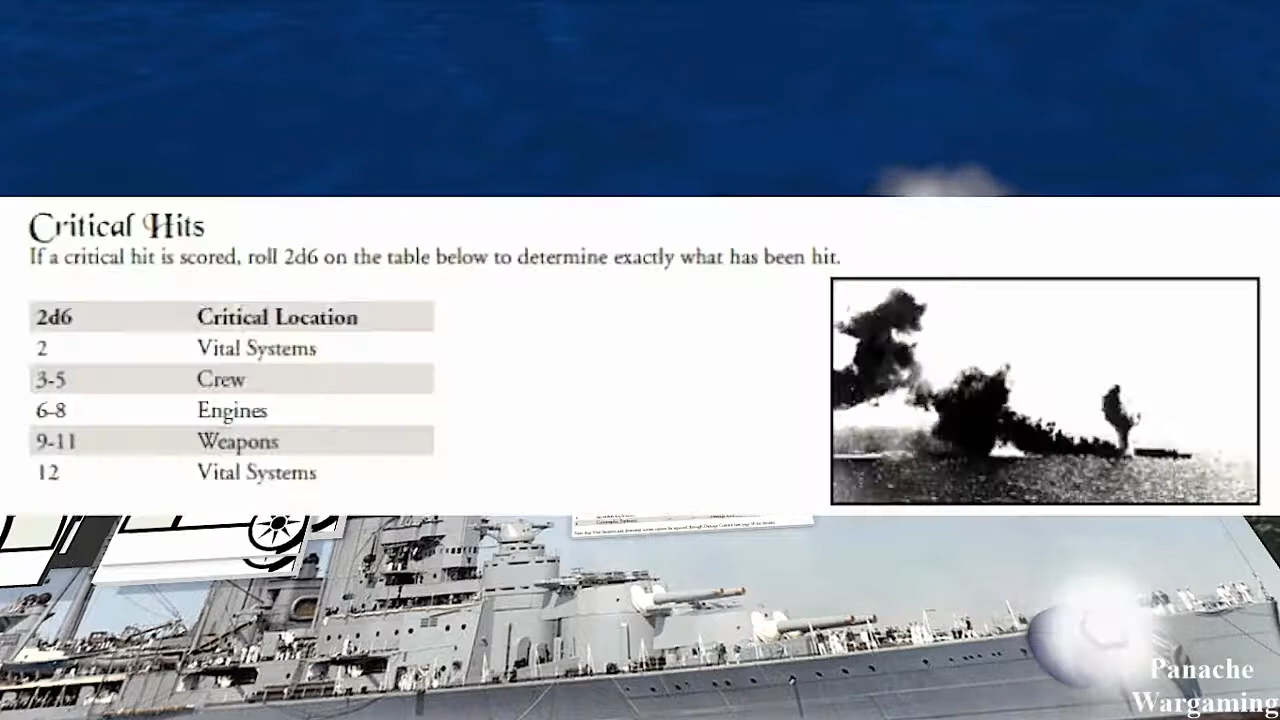 Critical Hits
If a critical hit is scored, roll 2d6 on the table below to determine exactly what has been hit.
2d6 Critical Location
2 Vital Systems
3-5 Crew
6-8 Engines
9-11 Weapons
12 Vital Systems
Panache
Wargaming